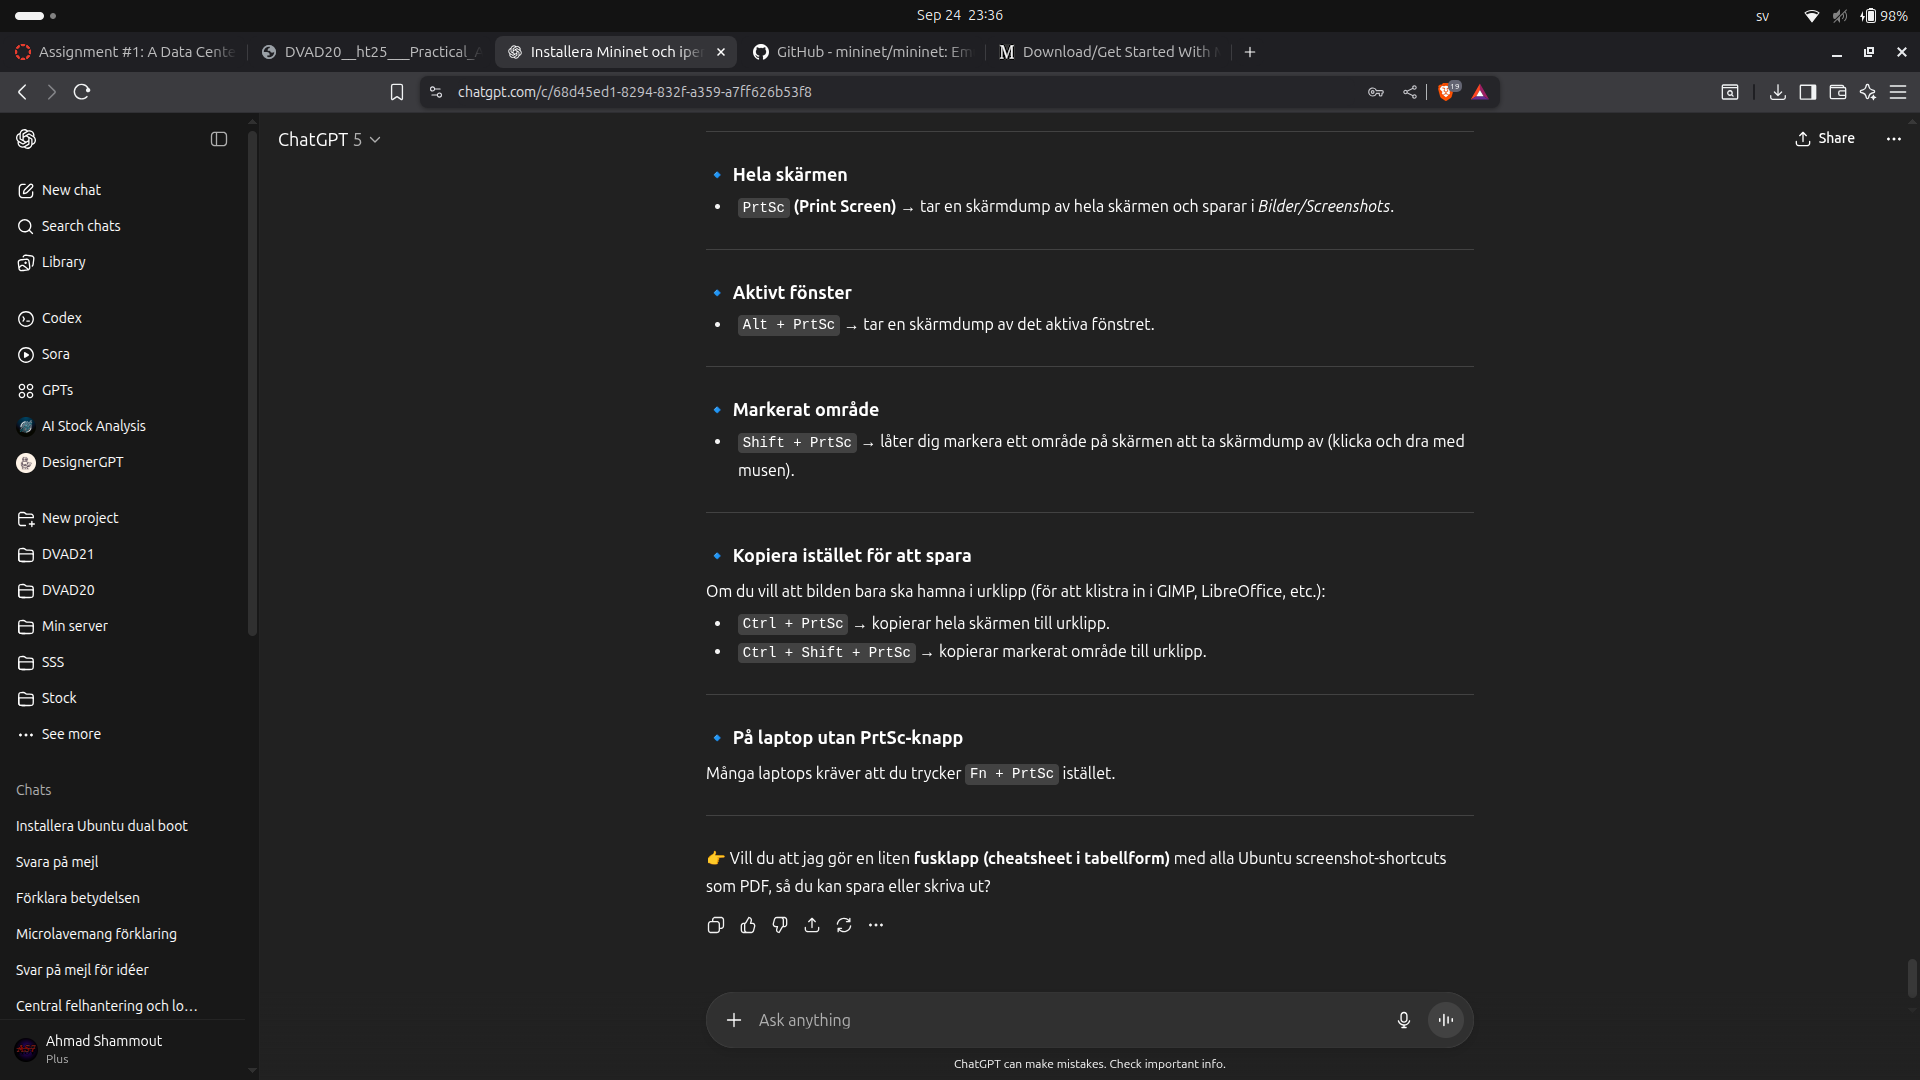 Sep 24 23:36
sv
98%
Assignment #1: A Data Cente
DVAD20__ht25___Practical_A
Installera Mininet och ipe
GitHub - mininet/mininet: Em
Download/Get Started With M
chatgpt.com/c/68d45ed1-8294-832f-a359-a7ff626b53f8
19
ChatGPT 5
Share
New chat
Search chats
Library
Codex
Sora
GPTs
AI Stock Analysis
DesignerGPT
New project
DVAD21
DVAD20
Min server
SSS
Stock
See more
Chats
Installera Ubuntu dual boot
Svara på mejl
Förklara betydelsen
Microlavemang förklaring
Svar på mejl för idéer
Central felhantering och lo…
Ahmad Shammout
Plus
Hela skärmen
• PrtSc (Print Screen) → tar en skärmdump av hela skärmen och sparar i Bilder/Screenshots.
Aktivt fönster
• Alt + PrtSc → tar en skärmdump av det aktiva fönstret.
Markerat område
• Shift + PrtSc → låter dig markera ett område på skärmen att ta skärmdump av (klicka och dra med
musen).
Kopiera istället för att spara
Om du vill att bilden bara ska hamna i urklipp (för att klistra in i GIMP, LibreOffice, etc.):
• Ctrl + PrtSc → kopierar hela skärmen till urklipp.
• Ctrl + Shift + PrtSc → kopierar markerat område till urklipp.
På laptop utan PrtSc-knapp
Många laptops kräver att du trycker Fn + PrtSc istället.
👉 Vill du att jag gör en liten fusklapp (cheatsheet i tabellform) med alla Ubuntu screenshot-shortcuts
som PDF, så du kan spara eller skriva ut?
Ask anything
ChatGPT can make mistakes. Check important info.